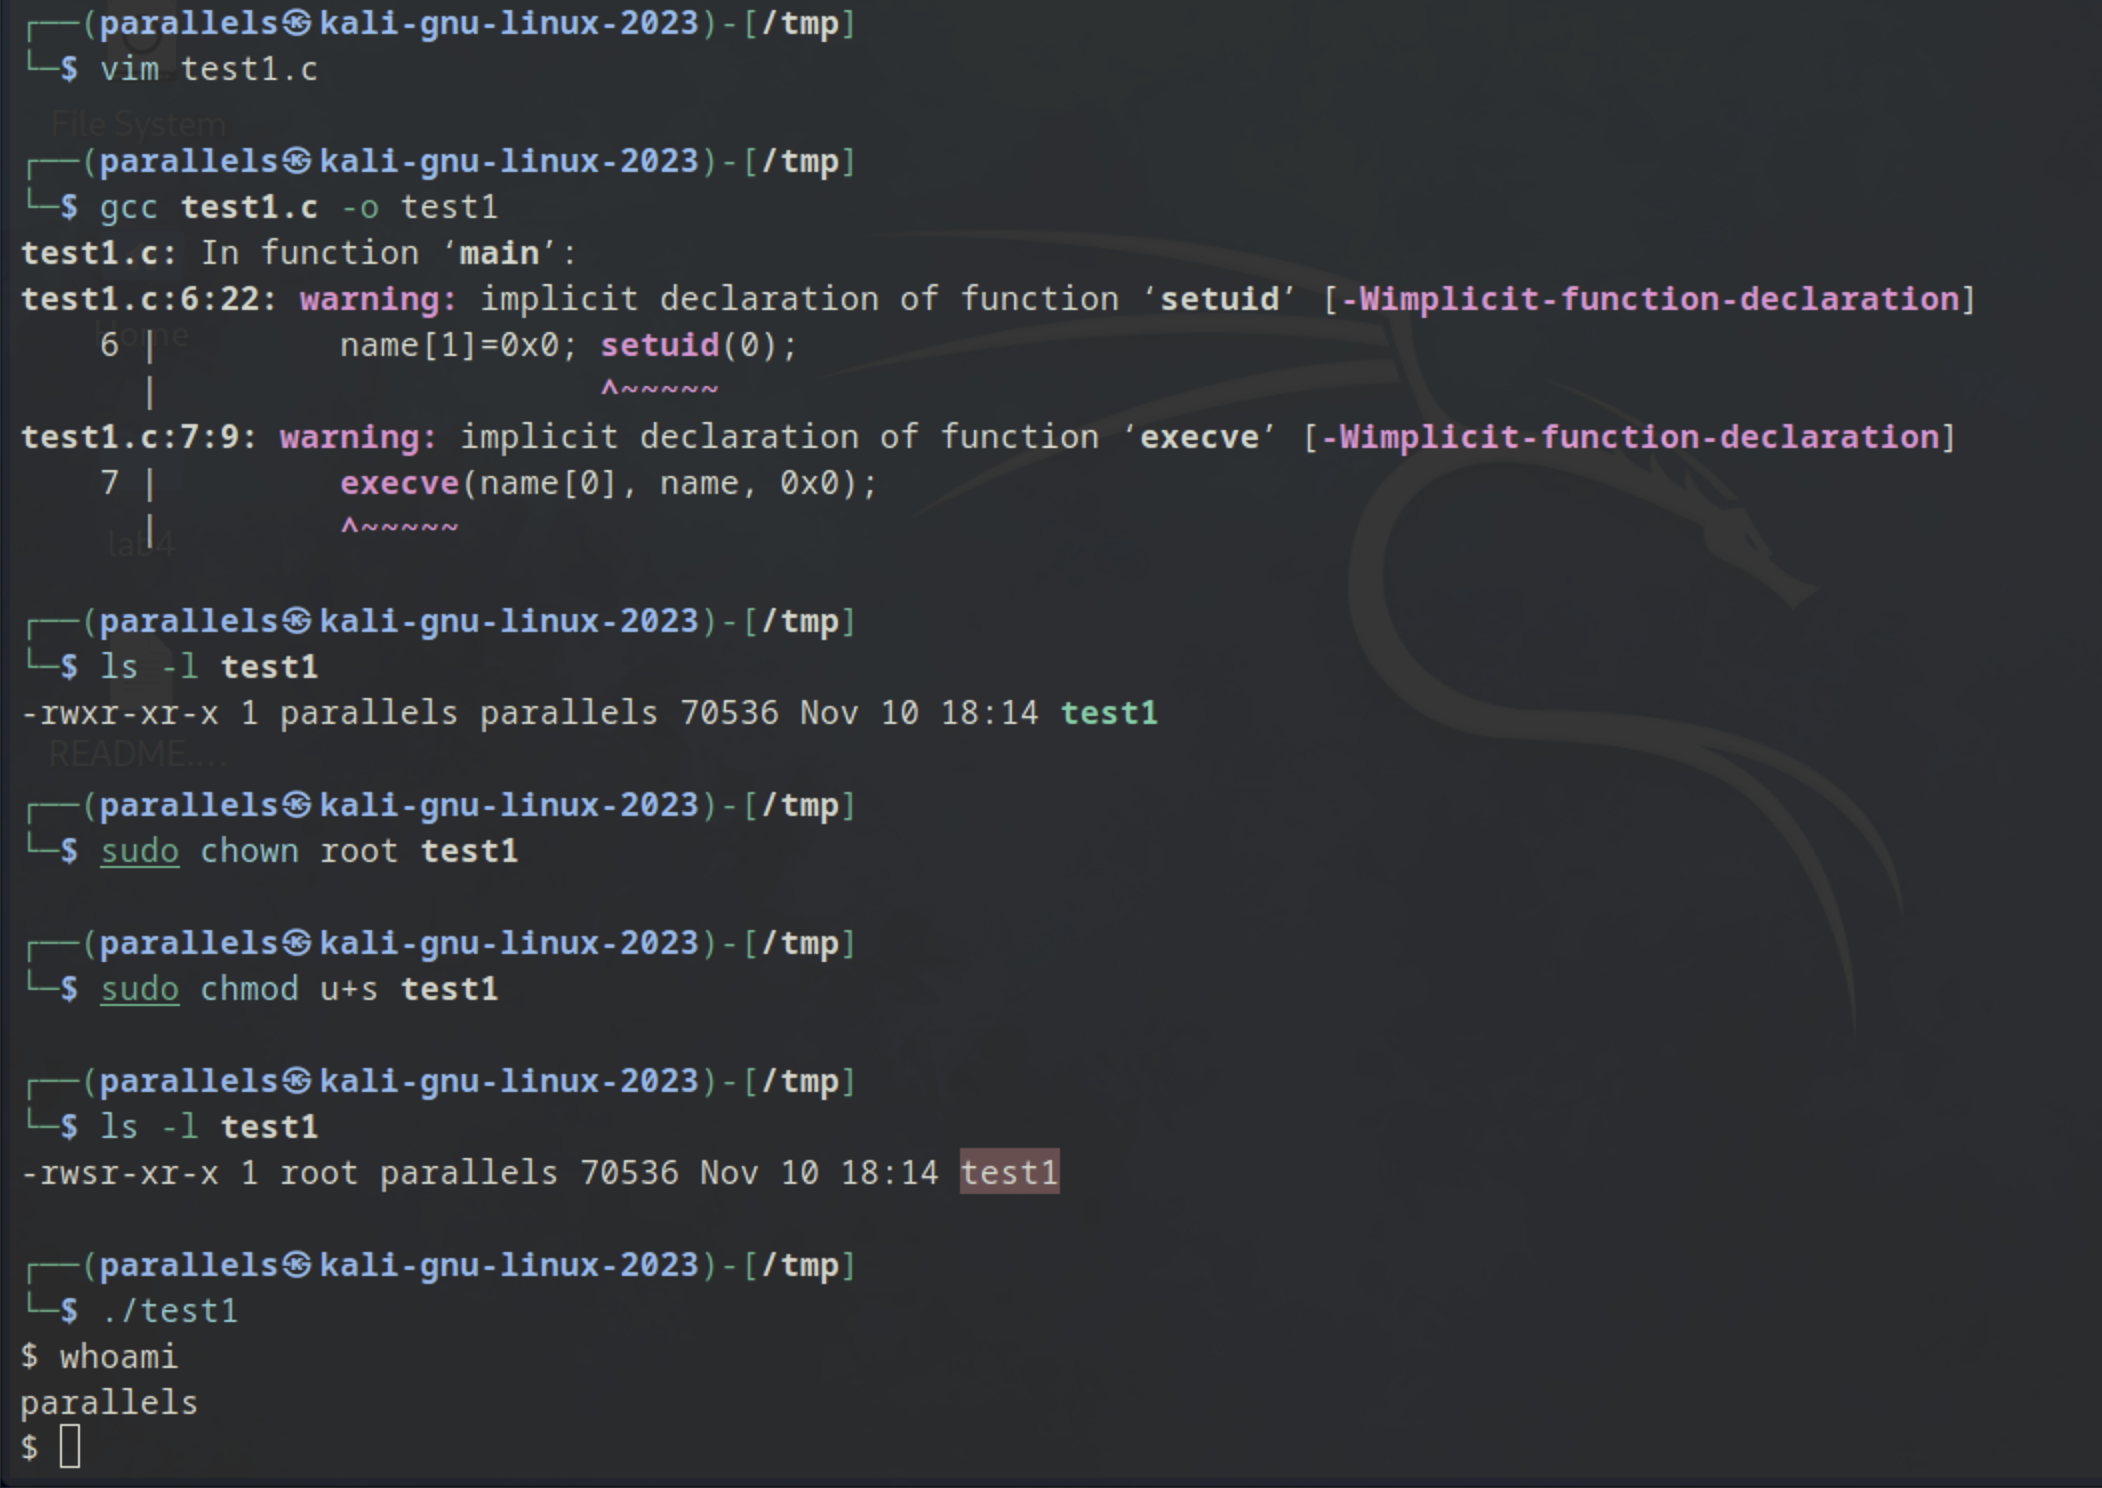 ┌──(parallels㉿kali-gnu-linux-2023)-[/tmp]
└─$ vim test1.c
File System
┌──(parallels㉿kali-gnu-linux-2023)-[/tmp]
└─$ gcc test1.c -o test1
test1.c: In function ‘main’:
test1.c:6:22: warning: implicit declaration of function ‘setuid’ [-Wimplicit-function-declaration]
Home
    6 |         name[1]=0x0; setuid(0);
      |                      ^~~~~~
test1.c:7:9: warning: implicit declaration of function ‘execve’ [-Wimplicit-function-declaration]
    7 |         execve(name[0], name, 0x0);
      |         ^~~~~~
lab4
┌──(parallels㉿kali-gnu-linux-2023)-[/tmp]
└─$ ls -l test1
-rwxr-xr-x 1 parallels parallels 70536 Nov 10 18:14 test1
README....
┌──(parallels㉿kali-gnu-linux-2023)-[/tmp]
└─$ sudo chown root test1
┌──(parallels㉿kali-gnu-linux-2023)-[/tmp]
└─$ sudo chmod u+s test1
┌──(parallels㉿kali-gnu-linux-2023)-[/tmp]
└─$ ls -l test1
-rwsr-xr-x 1 root parallels 70536 Nov 10 18:14 test1
┌──(parallels㉿kali-gnu-linux-2023)-[/tmp]
└─$ ./test1
$ whoami
parallels
$